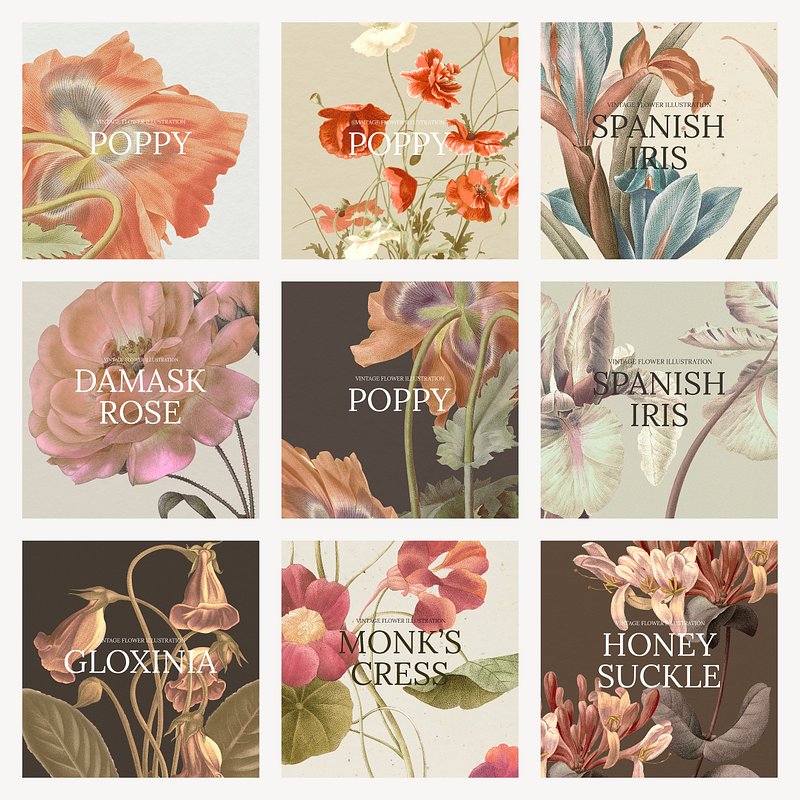 VINTAGE FLOWER ILLUSTRATION
POPPY
VINTAGE FLOWER ILLUSTRATION
POPPY
VINTAGE FLOWER ILLUSTRATION
SPANISH
IRIS
VINTAGE FLOWER ILLUSTRATION
DAMASK
ROSE
VINTAGE FLOWER ILLUSTRATION
POPPY
VINTAGE FLOWER ILLUSTRATION
SPANISH
IRIS
VINTAGE FLOWER ILLUSTRATION
GLOXINIA
VINTAGE FLOWER ILLUSTRATION
MONK'S
CRESS
VINTAGE FLOWER ILLUSTRATION
HONEY
SUCKLE